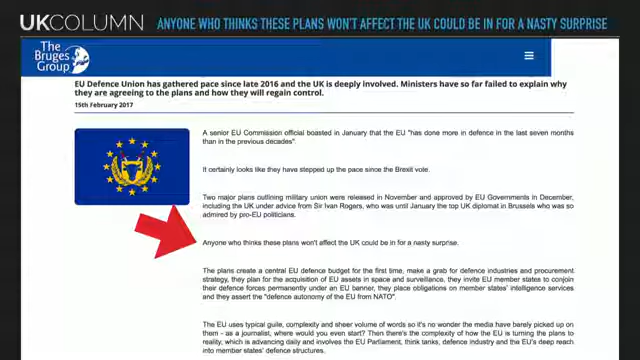 UKCOLUMN ANYONE WHO THINKS THESE PLANS WON'T AFFECT THE UK COULD BE IN FOR A NASTY SURPRISE
The
Bruges
Group
EU Defence Union has gathered pace since late 2016 and the UK is deeply involved. Ministers have so far failed to explain why
they are agreeing to the plans and how they will regain control.
15th February 2017
A senior EU Commission official boasted in January that the EU "has done more in defence in the last seven months
than in the previous decades".
It certainly looks like they have stepped up the pace since the Brexit vote.
Two major plans outlining military union were released in November and approved by EU Governments in December,
including the UK under advice from Sir Ivan Rogers, who was until January the top UK diplomat in Brussels who was so
admired by pro-EU politicians.
Anyone who thinks these plans won't affect the UK could be in for a nasty surprise.
The plans create a central EU defence budget for the first time, make a grab for defence industries and procurement
strategy, they plan for the acquisition of EU assets in space and surveillance, they invite EU member states to conjoin
their defence forces permanently under an EU banner, they place obligations on member states' intelligence services
and they assert the "defence autonomy of the EU from NATO".
The EU uses typical guile, complexity and sheer volume of words so it's no wonder the media have barely picked up on
them - as a journalist, where would you even start? Then there's the complexity of how the EU is turning the plans to
reality, which is advancing daily and involves the EU Parliament, think tanks, defence industry and the EU's deep reach
into member states' defence structures.